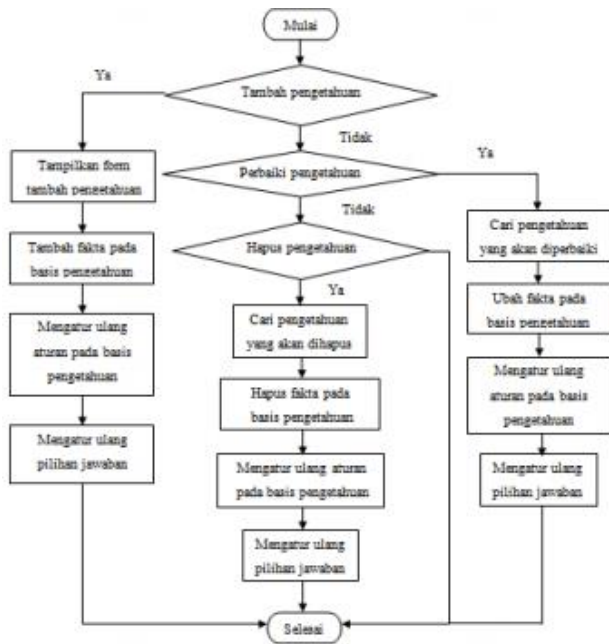 Mulai
Ya
Tambah pengetahuan
Tidak
Tampilkan form
tambah pengetahuan
Perbaiki pengetahuan
Ya
Tidak
Tambah fakta pada
basis pengetahuan
Hapus pengetahuan
Cari pengetahuan
yang akan diperbaiki
Ya
Mengatur ulang
aturan pada basis
pengetahuan
Cari pengetahuan
yang akan dihapus
Ubah fakta pada
basis pengetahuan
Hapus fakta pada
basis pengetahuan
Mengatur ulang
aturan pada basis
pengetahuan
Mengatur ulang
pilihan jawaban
Mengatur ulang aturan
pada basis pengetahuan
Mengatur ulang
pilihan jawaban
Mengatur ulang
pilihan jawaban
Selesai